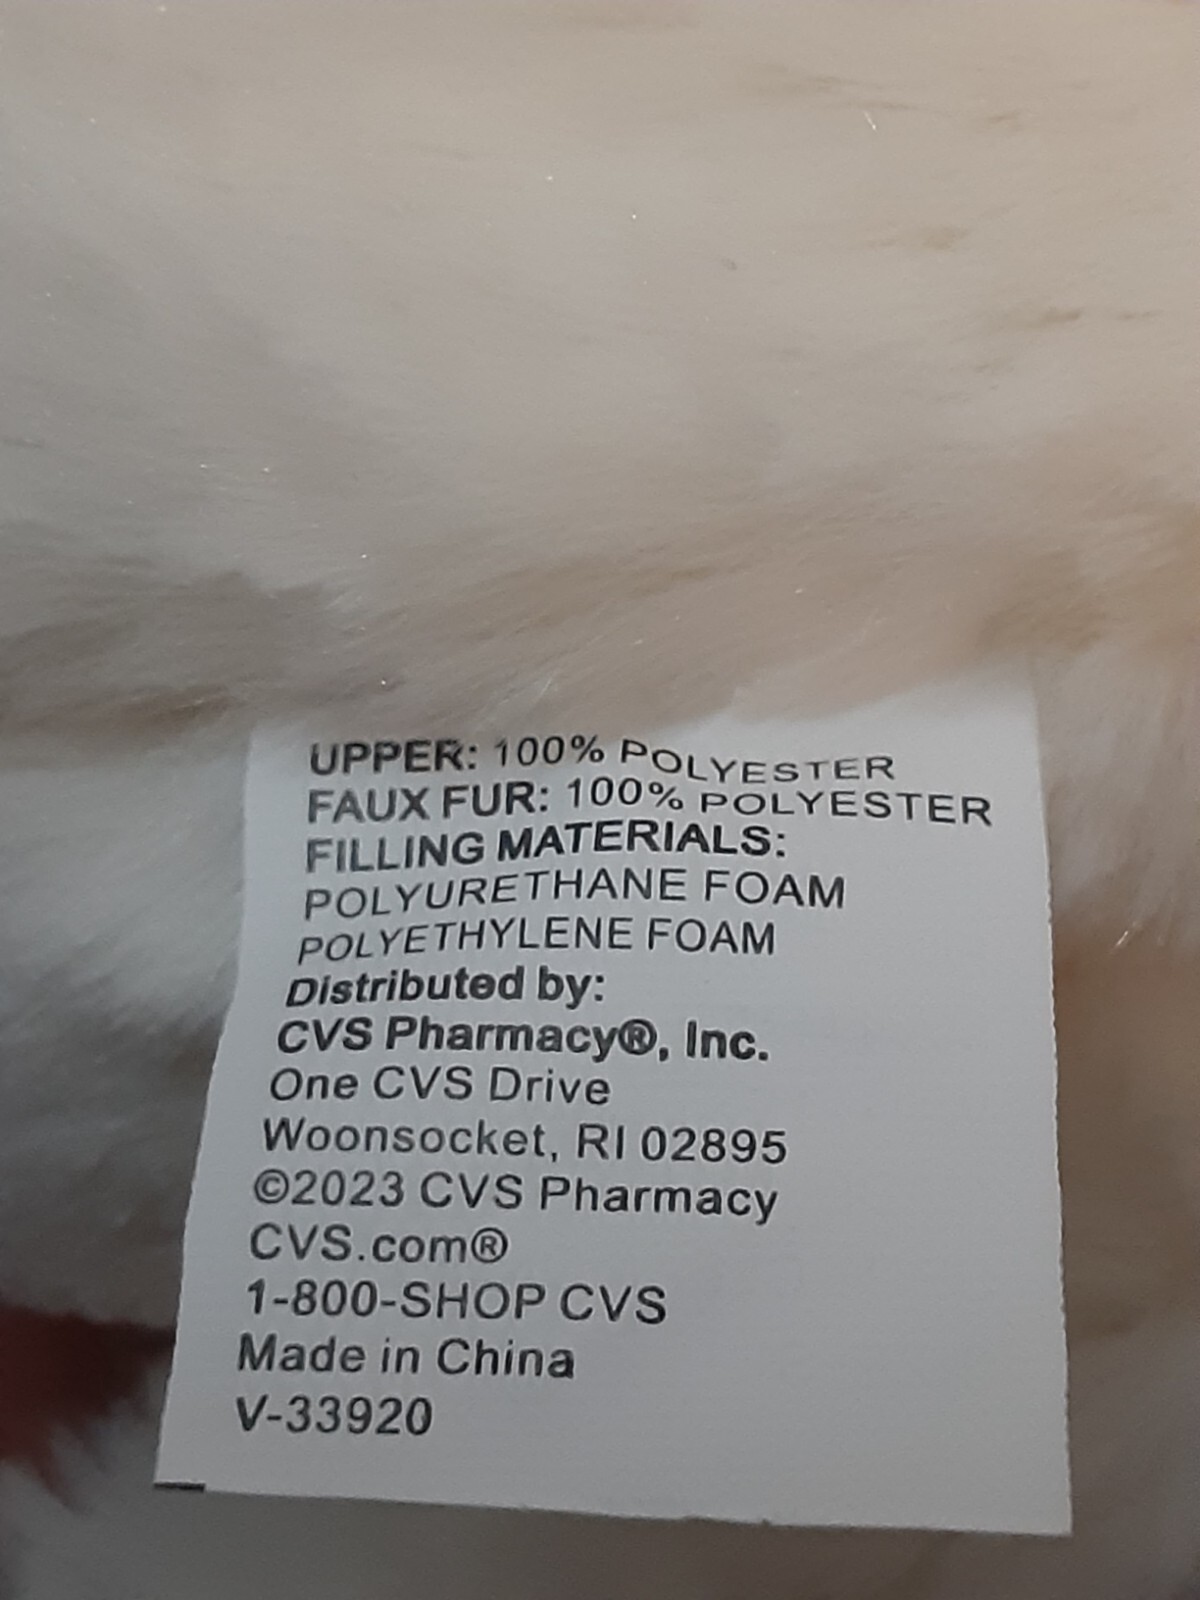 UPPER: 100% POLYESTER
FAUX FUR: 100% POLYESTER
FILLING MATERIALS:
POLYURETHANE FOAM
POLYETHYLENE FOAM
Distributed by:
CVS Pharmacy®, Inc.
One CVS Drive
Woonsocket, RI 02895
©2023 CVS Pharmacy
CVS.com®
1-800-SHOP CVS
Made in China
V-33920